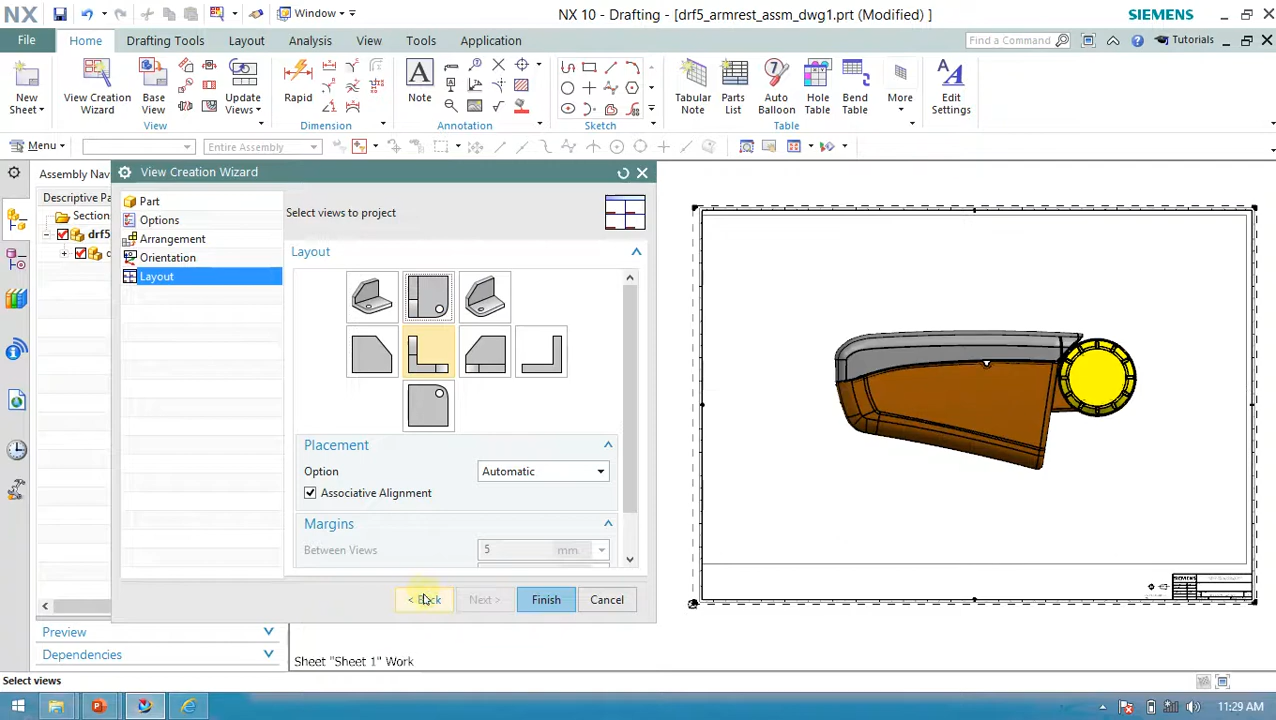 NX
Window
NX 10 - Drafting - [drf5_armrest_assm_dwg1.prt (Modified) ]
SIEMENS
File
Home
Drafting Tools
Layout
Analysis
View
Tools
Application
Find a Command
Tutorials
New
Sheet
View Creation
Wizard
Base
View
Update
Views
Rapid
Note
Tabular
Note
Parts
List
Auto
Balloon
Hole
Table
Bend
Table
More
Edit
Settings
View
Dimension
Annotation
Sketch
Table
Menu
Entire Assembly
Assembly Nav
Descriptive Pa
Section
drf5
View Creation Wizard
Part
Options
Arrangement
Orientation
Layout
Select views to project
Layout
Placement
Option
Automatic
Associative Alignment
Margins
Between Views
5
mm
< Back
Next >
Finish
Cancel
Preview
Dependencies
Sheet "Sheet 1" Work
SIEMENS
Select views
11:29 AM